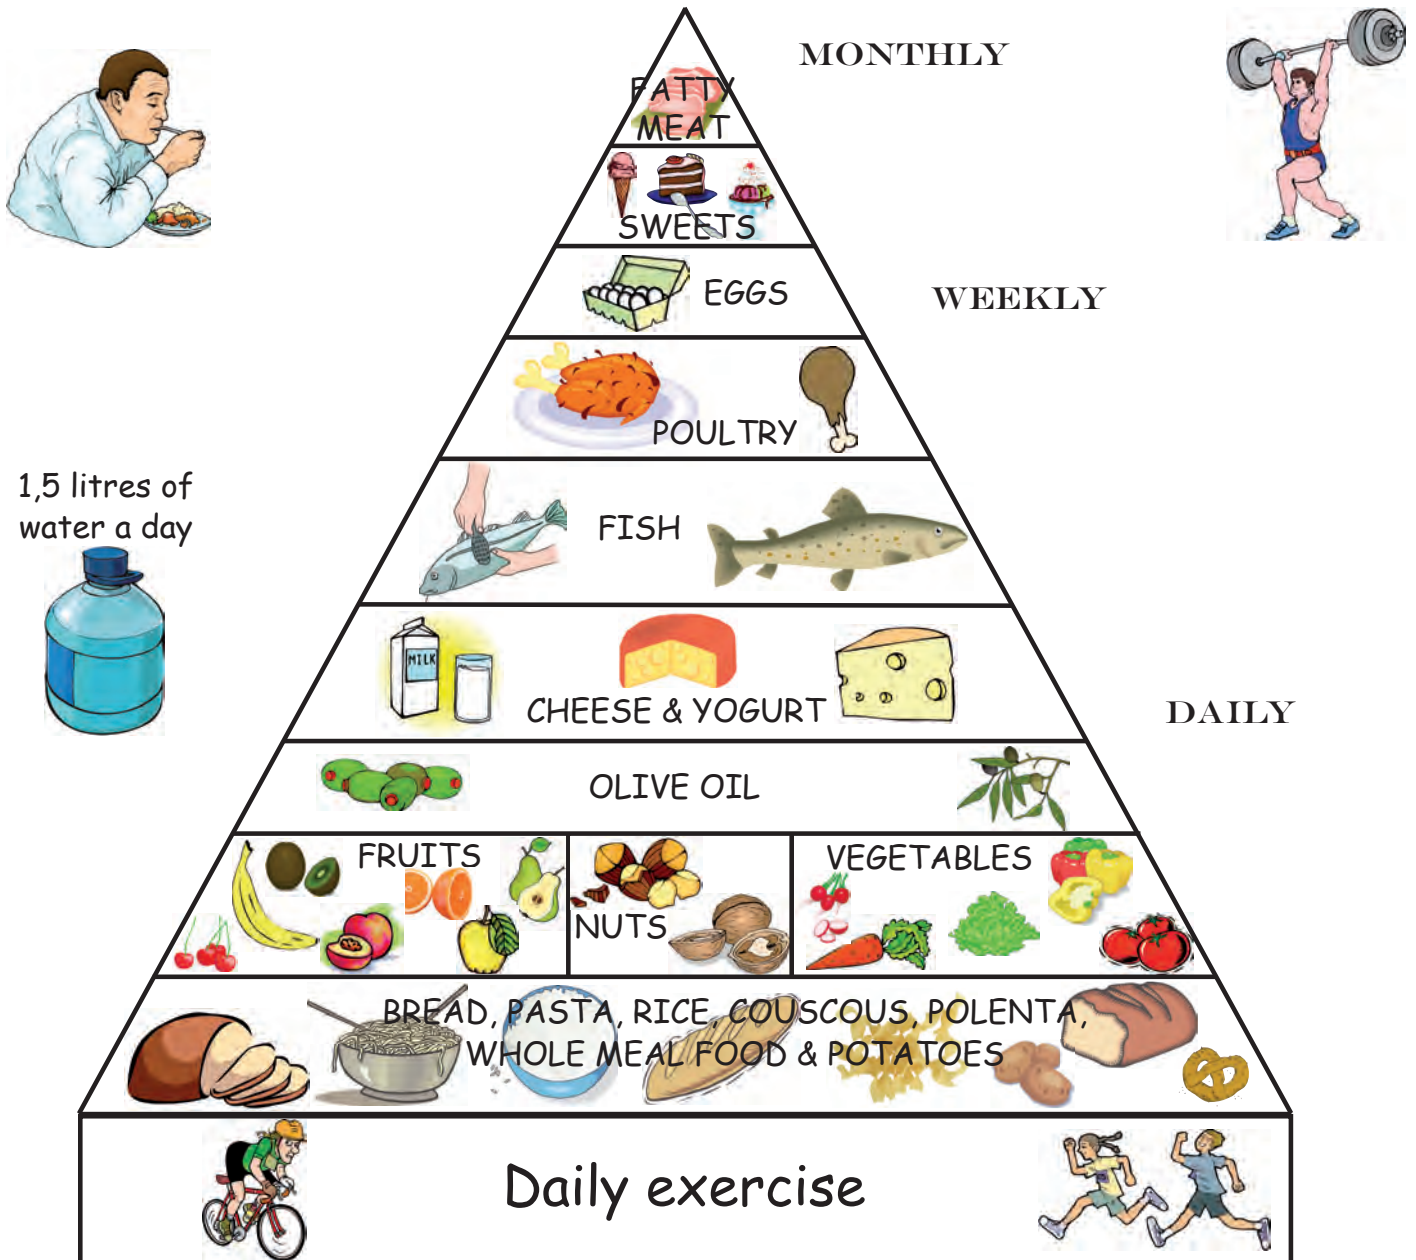 MONTHLY
FATTY
MEAT
SWEETS
EGGS
WEEKLY
POULTRY
1,5 litres of
water a day
FISH
MILK
CHEESE & YOGURT
DAILY
OLIVE OIL
FRUITS
NUTS
VEGETABLES
BREAD, PASTA, RICE, COUSCOUS, POLENTA,
WHOLE MEAL FOOD & POTATOES
Daily exercise